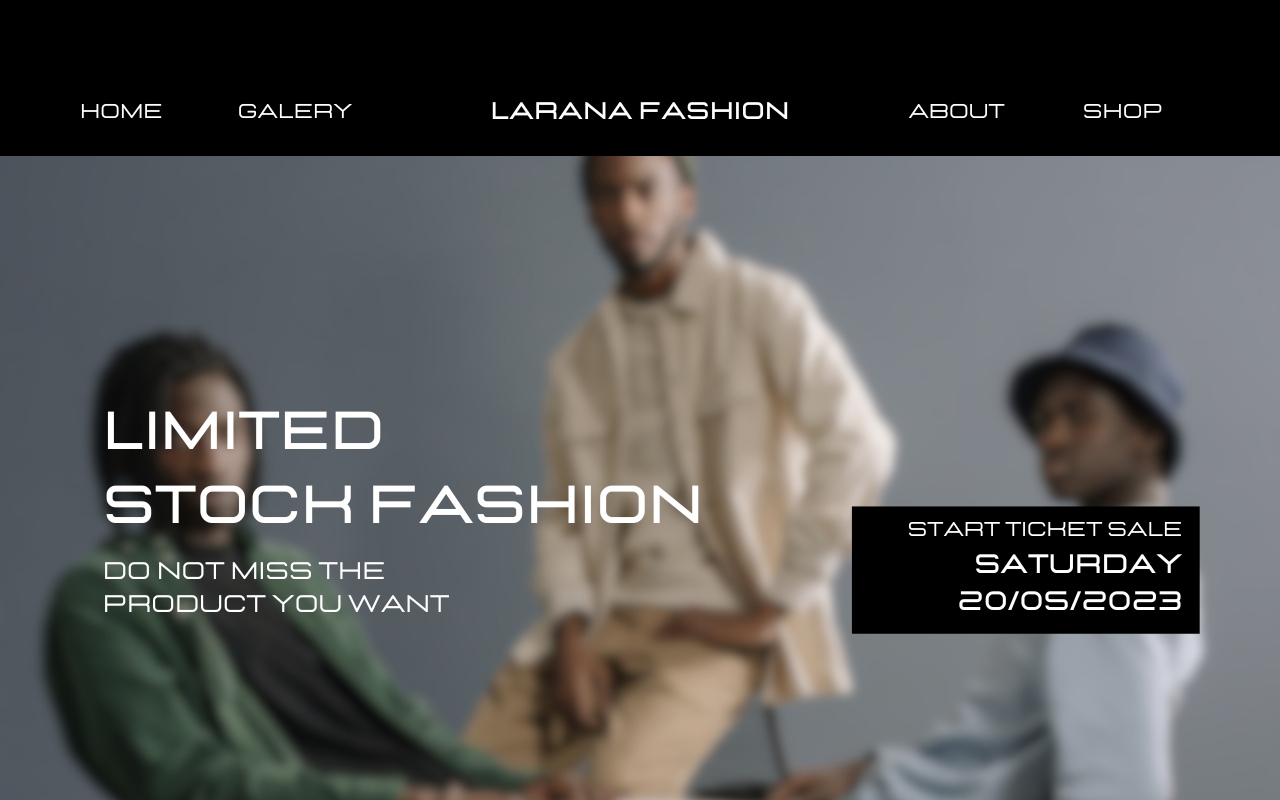 HOME GALERY LARANA FASHION ABOUT SHOP
LIMITED
STOCK FASHION
DO NOT MISS THE
PRODUCT YOU WANT
START TICKET SALE
SATURDAY
20/05/2023